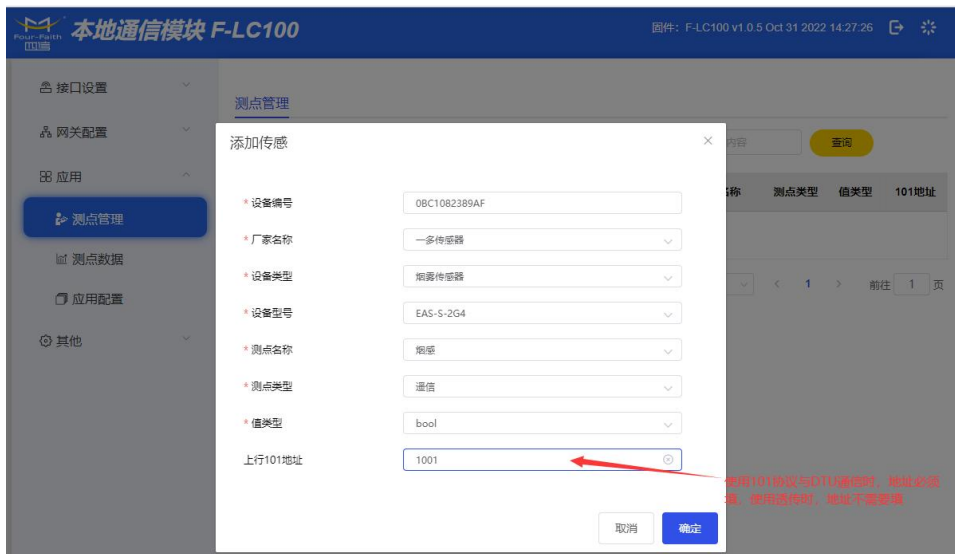 Four-Faith
四信
本地通信模块 F-LC100
固件：F-LC100 v1.0.5 Oct 31 2022 14:27:26
接口设置
网关配置
应用
测点管理
测点数据
应用配置
其他
测点管理
内容
查询
称 测点类型 值类型 101地址
1 前往 1 页
添加传感
* 设备编号 0BC1082389AF
* 厂家名称 一多传感器
* 设备类型 烟雾传感器
* 设备型号 EAS-S-2G4
* 测点名称 烟感
* 测点类型 遥信
* 值类型 bool
上行101地址 1001
使用101协议与DTU通信时，地址必须
填，使用透传时，地址不需要填
取消 确定